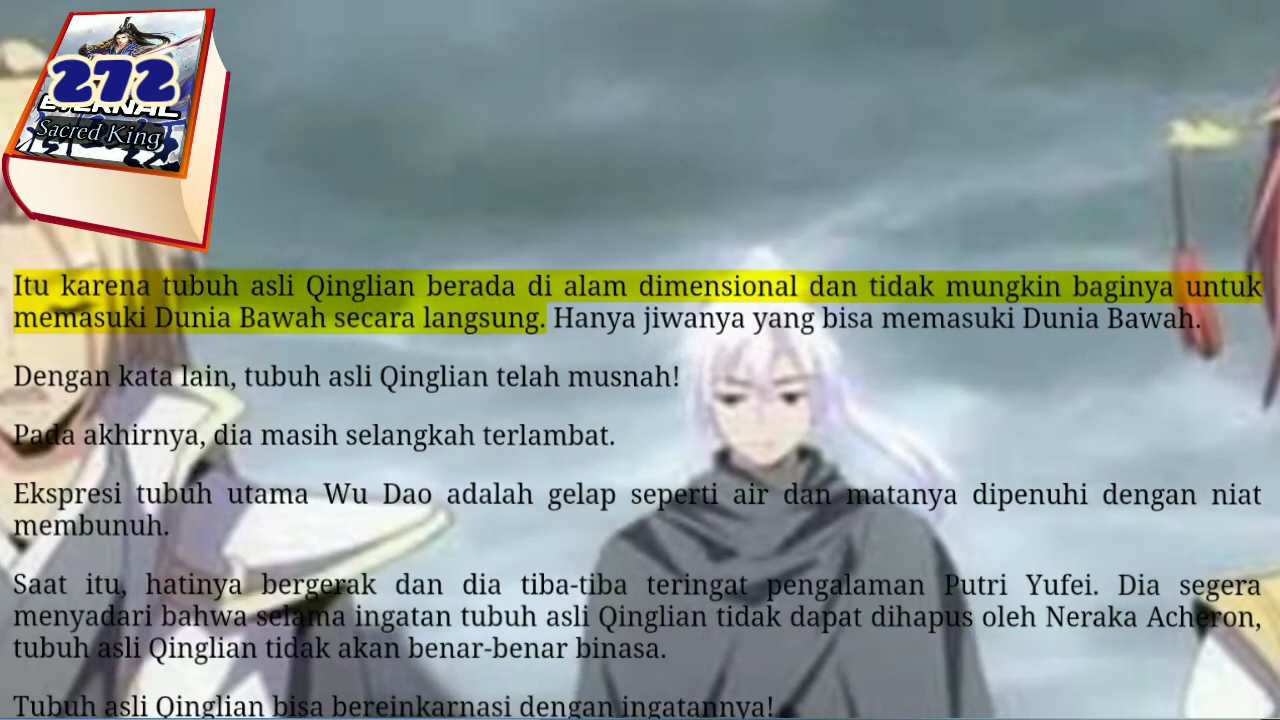 272
ETERNAL
Sacred King
Itu karena tubuh asli Qinglian berada di alam dimensional dan tidak mungkin baginya untuk
memasuki Dunia Bawah secara langsung. Hanya jiwanya yang bisa memasuki Dunia Bawah.
Dengan kata lain, tubuh asli Qinglian telah musnah!
Pada akhirnya, dia masih selangkah terlambat.
Ekspresi tubuh utama Wu Dao adalah gelap seperti air dan matanya dipenuhi dengan niat
membunuh.
Saat itu, hatinya bergerak dan dia tiba-tiba teringat pengalaman Putri Yufei. Dia segera
menyadari bahwa selama ingatan tubuh asli Qinglian tidak dapat dihapus oleh Neraka Acheron,
tubuh asli Qinglian tidak akan benar-benar binasa.
Tubuh asli Qinglian bisa bereinkarnasi dengan ingatannya!